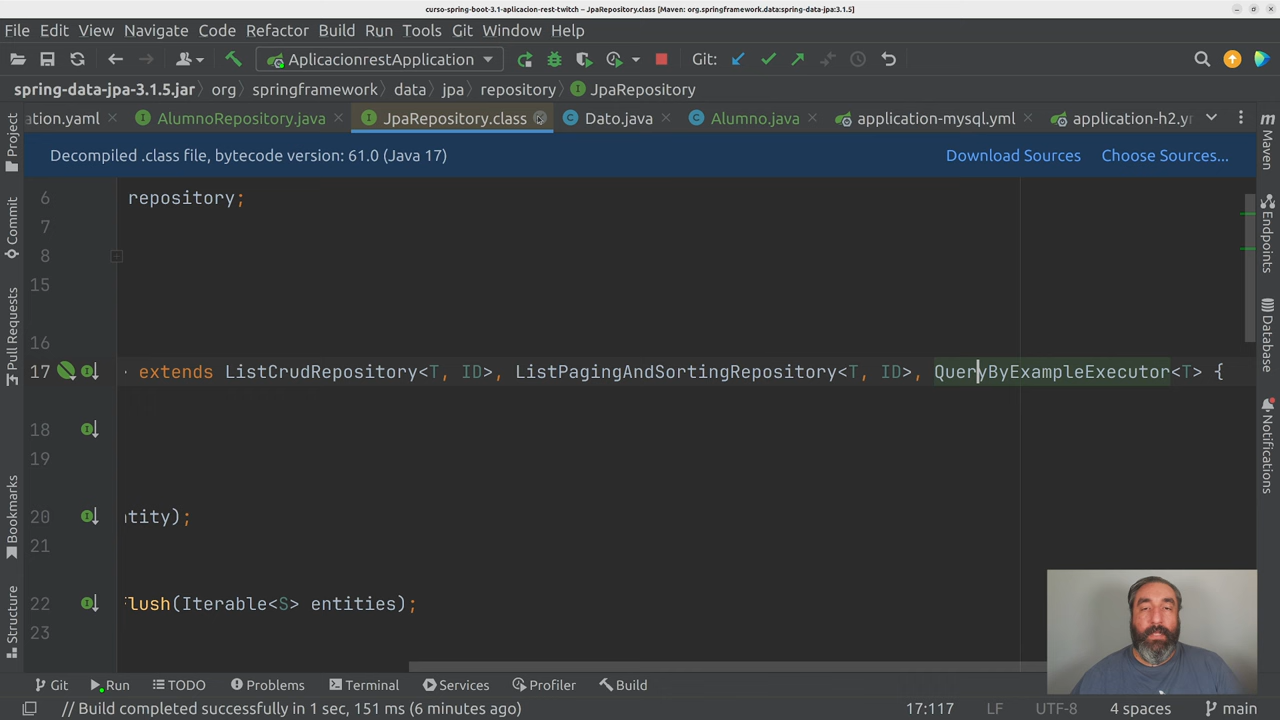 curso-spring-boot-3.1-aplicacion-rest-twitch – JpaRepository.class [Maven: org.springframework.data:spring-data-jpa:3.1.5]
File Edit View Navigate Code Refactor Build Run Tools Git Window Help
AplicacionrestApplication Git:
spring-data-jpa-3.1.5.jar org springframework data jpa repository JpaRepository
ation.yaml AlumnoRepository.java JpaRepository.class Dato.java Alumno.java application-mysql.yml application-h2.y
Decompiled .class file, bytecode version: 61.0 (Java 17) Download Sources Choose Sources...
6 repository;
7
8
15
16
17 extends ListCrudRepository<T, ID>, ListPagingAndSortingRepository<T, ID>, QueryByExampleExecutor<T> {
18
19
20 ntity);
21
22 Flush(Iterable<S> entities);
23
Project
Commit
Pull Requests
Bookmarks
Structure
Maven
Endpoints
Database
Notifications
Git Run TODO Problems Terminal Services Profiler Build
// Build completed successfully in 1 sec, 151 ms (6 minutes ago) 17:117 LF UTF-8 4 spaces main